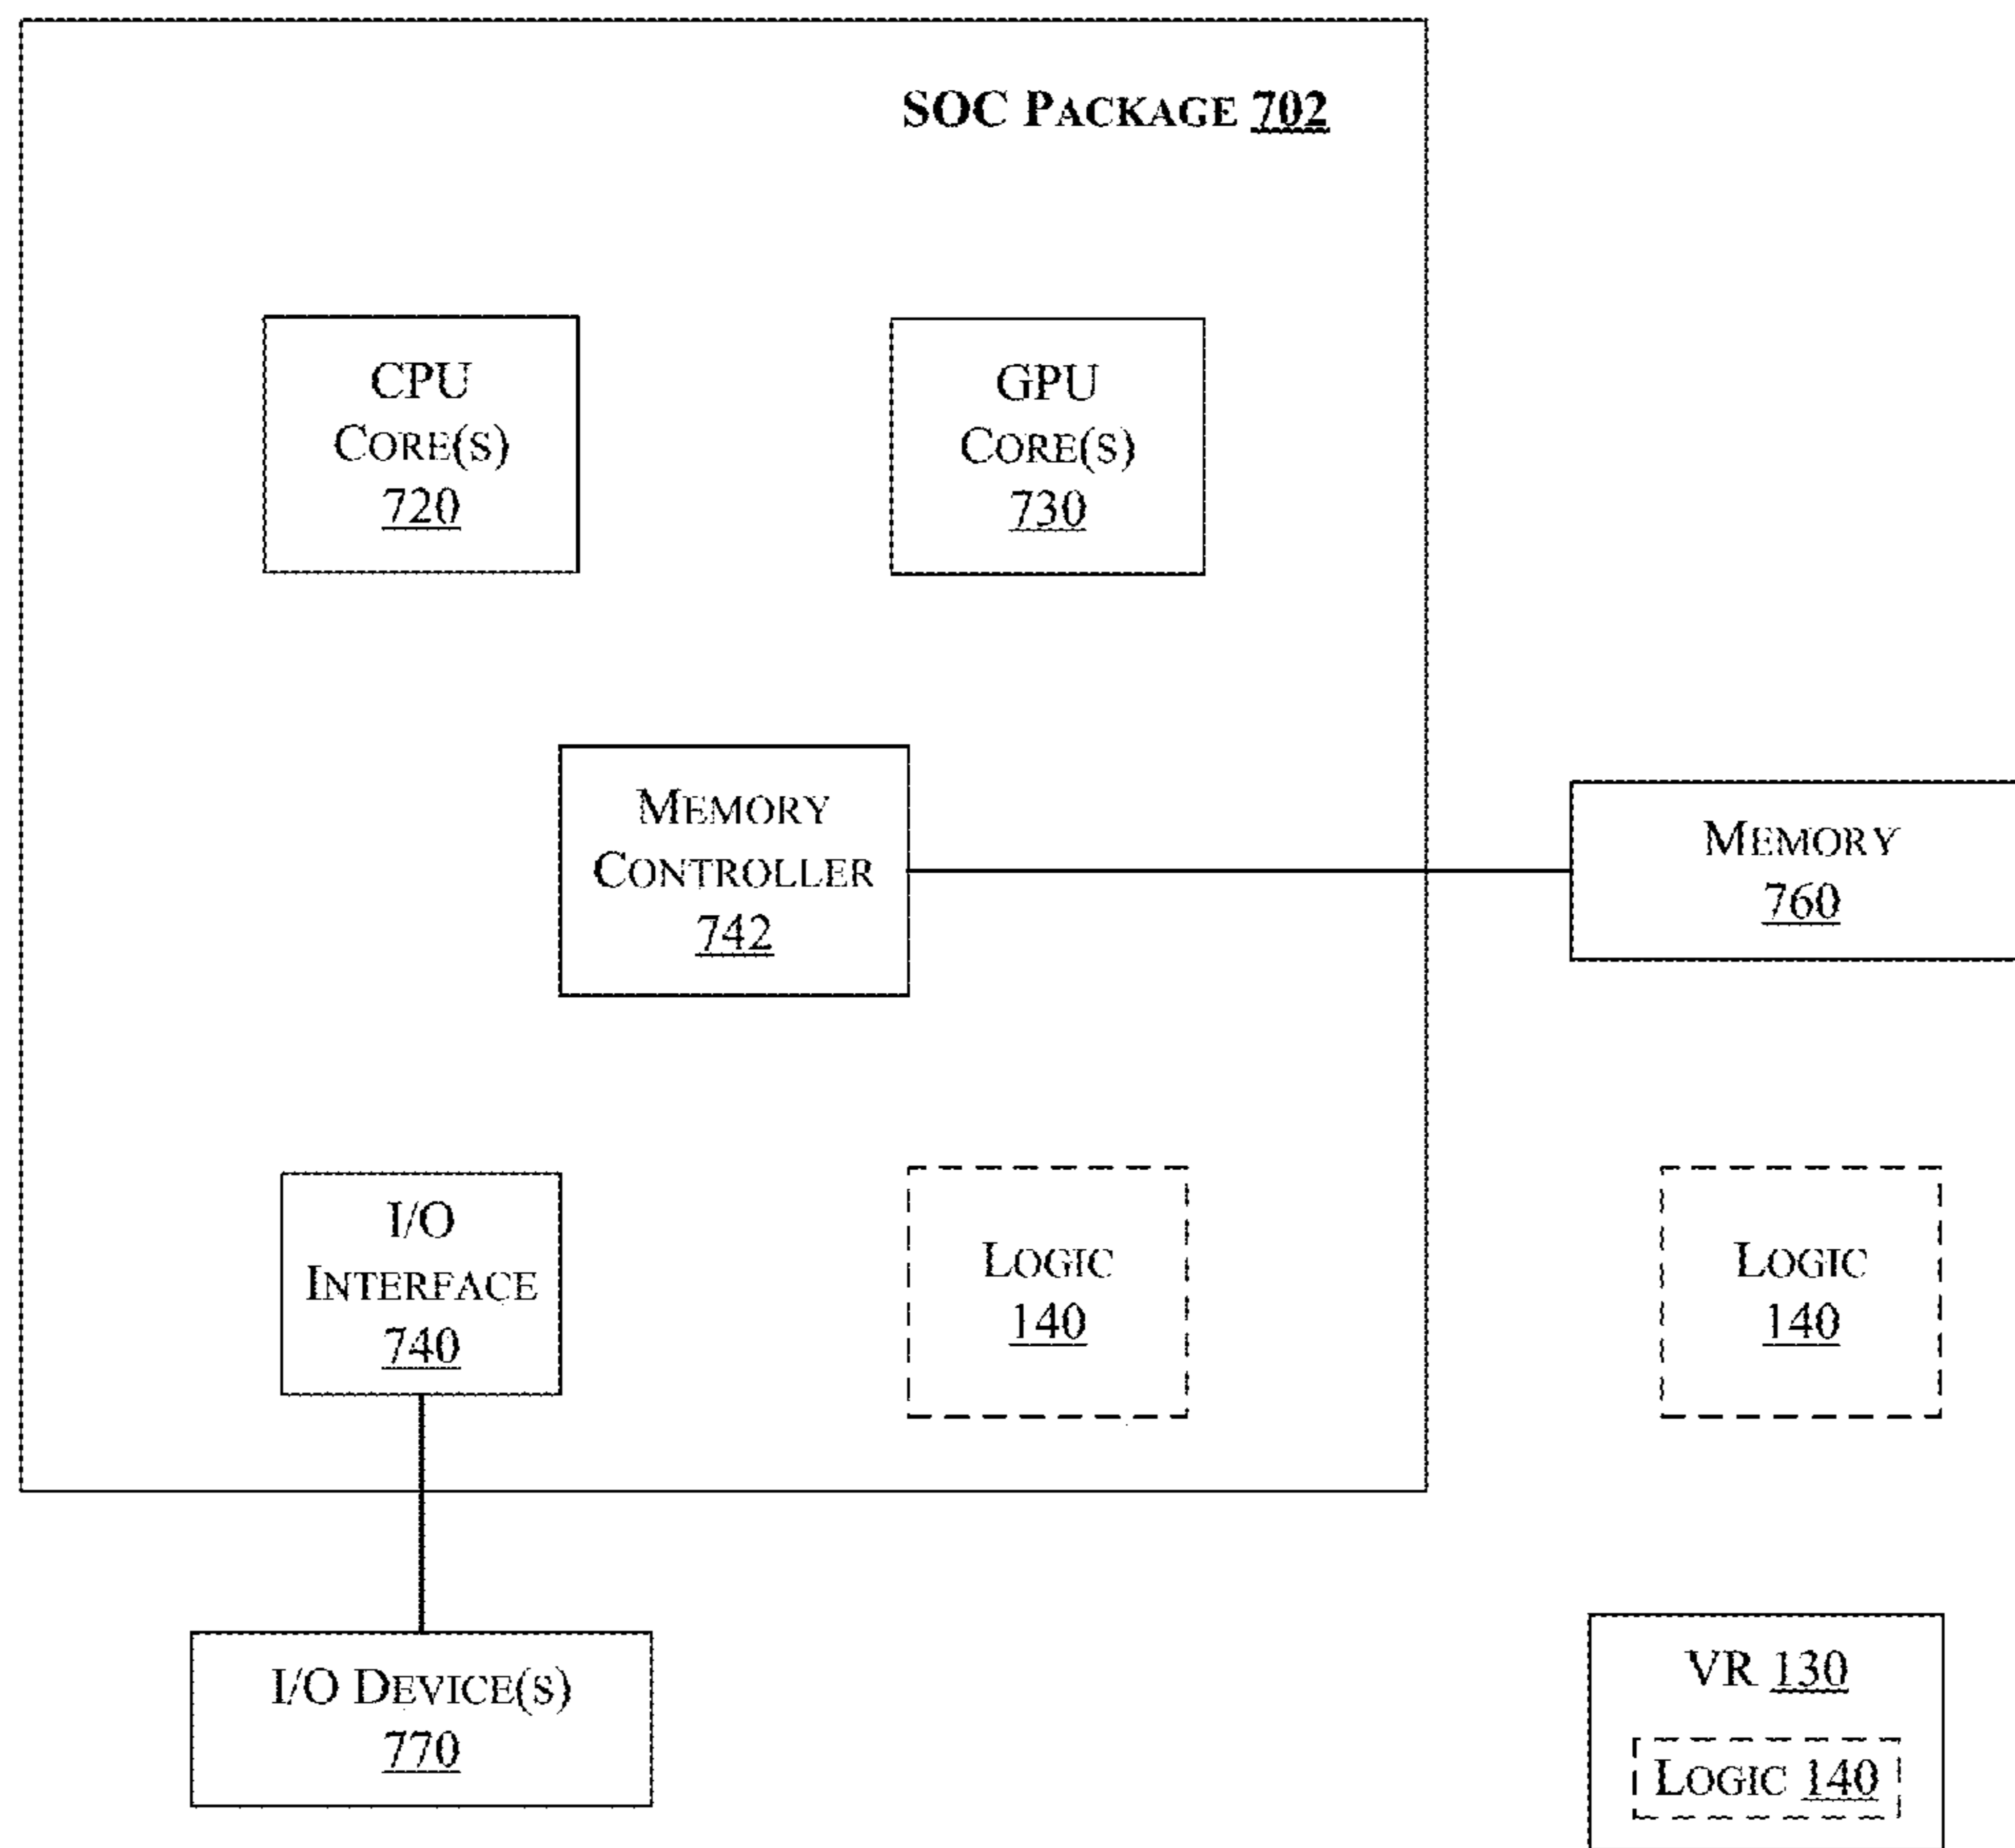 SOC PACKAGE 702
CPU
CORE(S)
720
GPU
CORE(S)
730
MEMORY
CONTROLLER
742
MEMORY
760
I/O
INTERFACE
740
LOGIC
140
LOGIC
140
I/O DEVICE(S)
770
VR 130
LOGIC 140